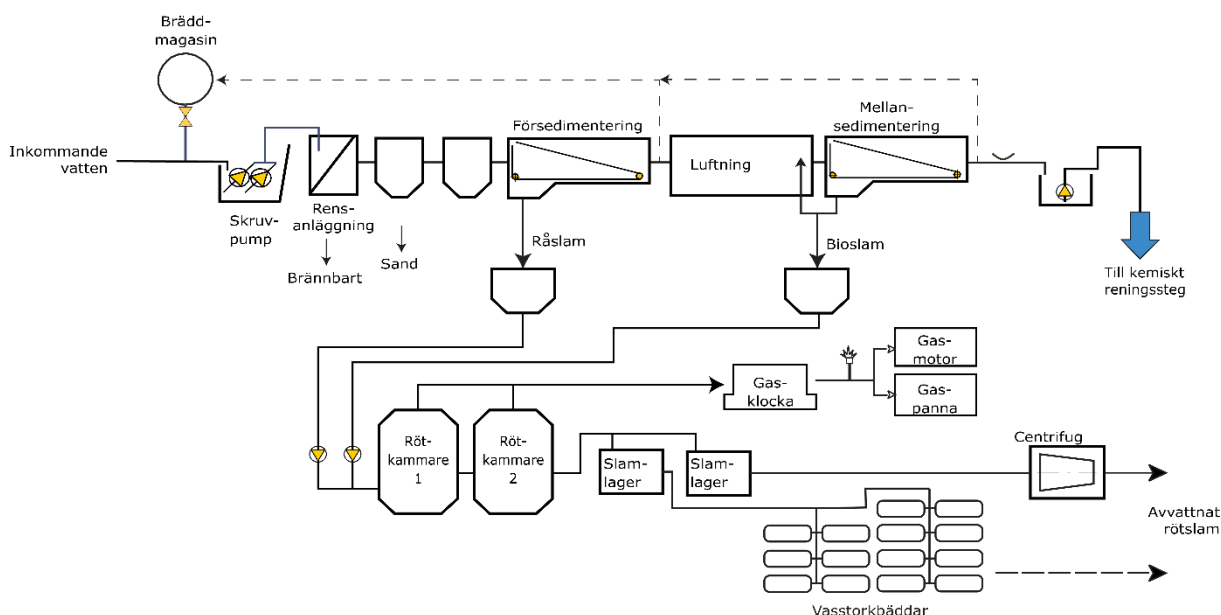 Brädd-
magasin
Försedimentering
Mellan-
sedimentering
Inkommande
vatten
Luftning
Skruv-
pump
Rens-
anläggning
Brännbart
Sand
Råslam
Bioslam
Till kemiskt
reningssteg
Gas-
klocka
Gas-
motor
Gas-
panna
Röt-
kammare
1
Röt-
kammare
2
Slam-
lager
Slam-
lager
Centrifug
Avvattnat
rötslam
Vasstorkbäddar